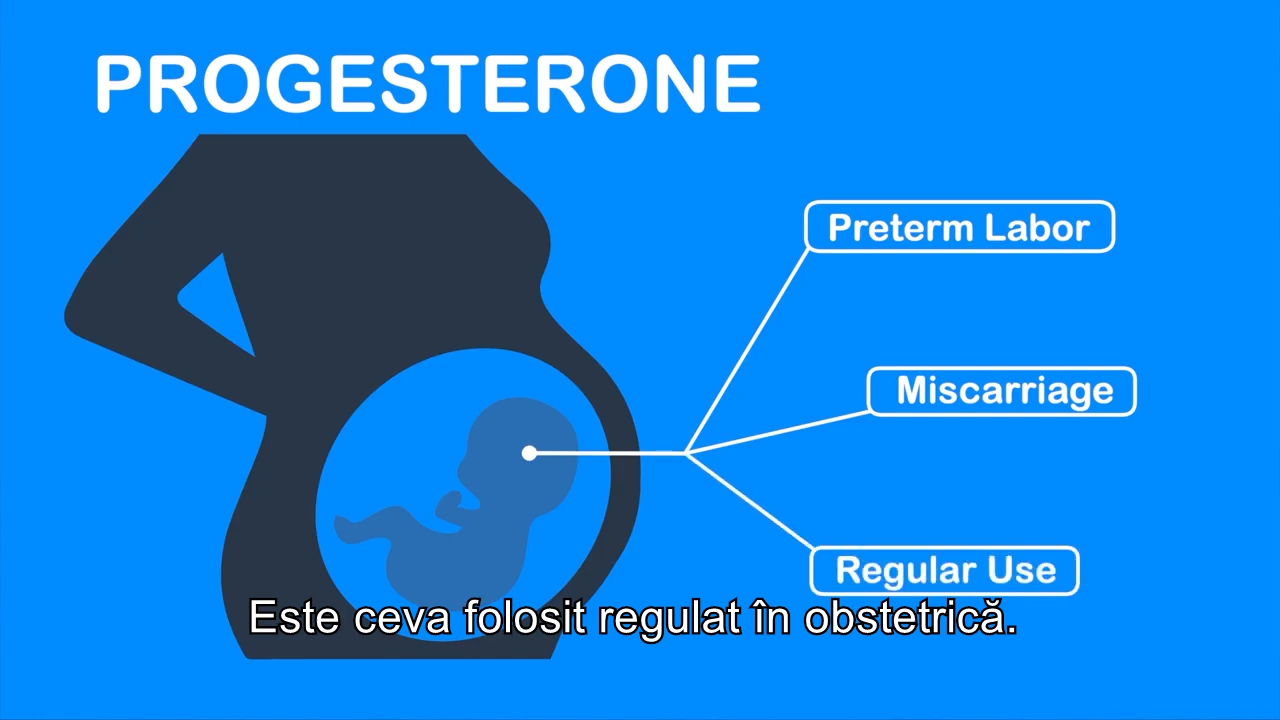 PROGESTERONE
Preterm Labor
Miscarriage
Regular Use
Este ceva folosit regulat în obstetrică.